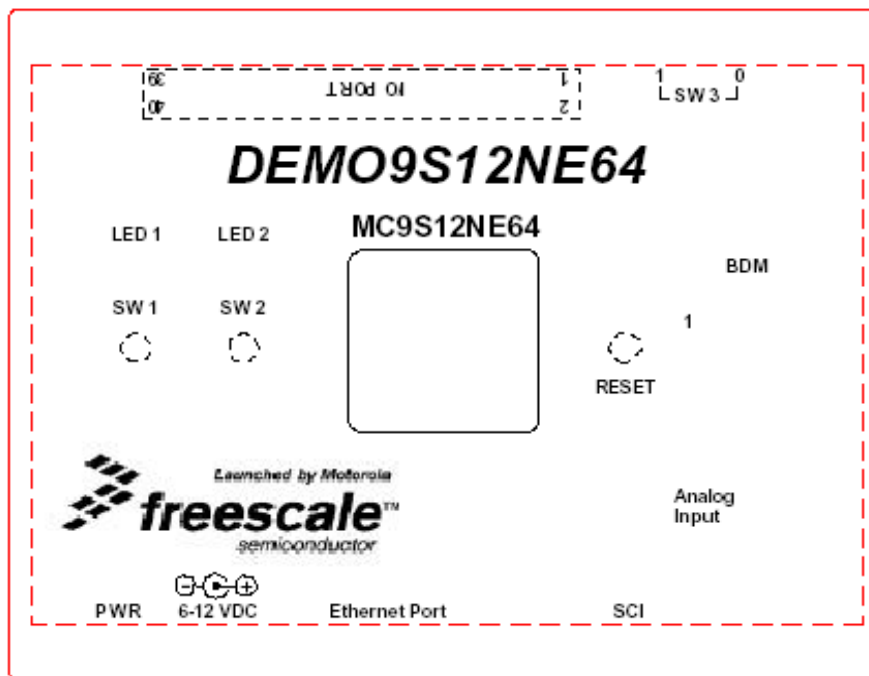 39 IO PORT 1
40 2
1 0
SW 3
DEMO9S12NE64
MC9S12NE64
LED 1 LED 2
BDM
SW 1 SW 2
1
RESET
Launched by Motorola
freescale™
semiconductor
Analog
Input
PWR 6-12 VDC Ethernet Port SCI